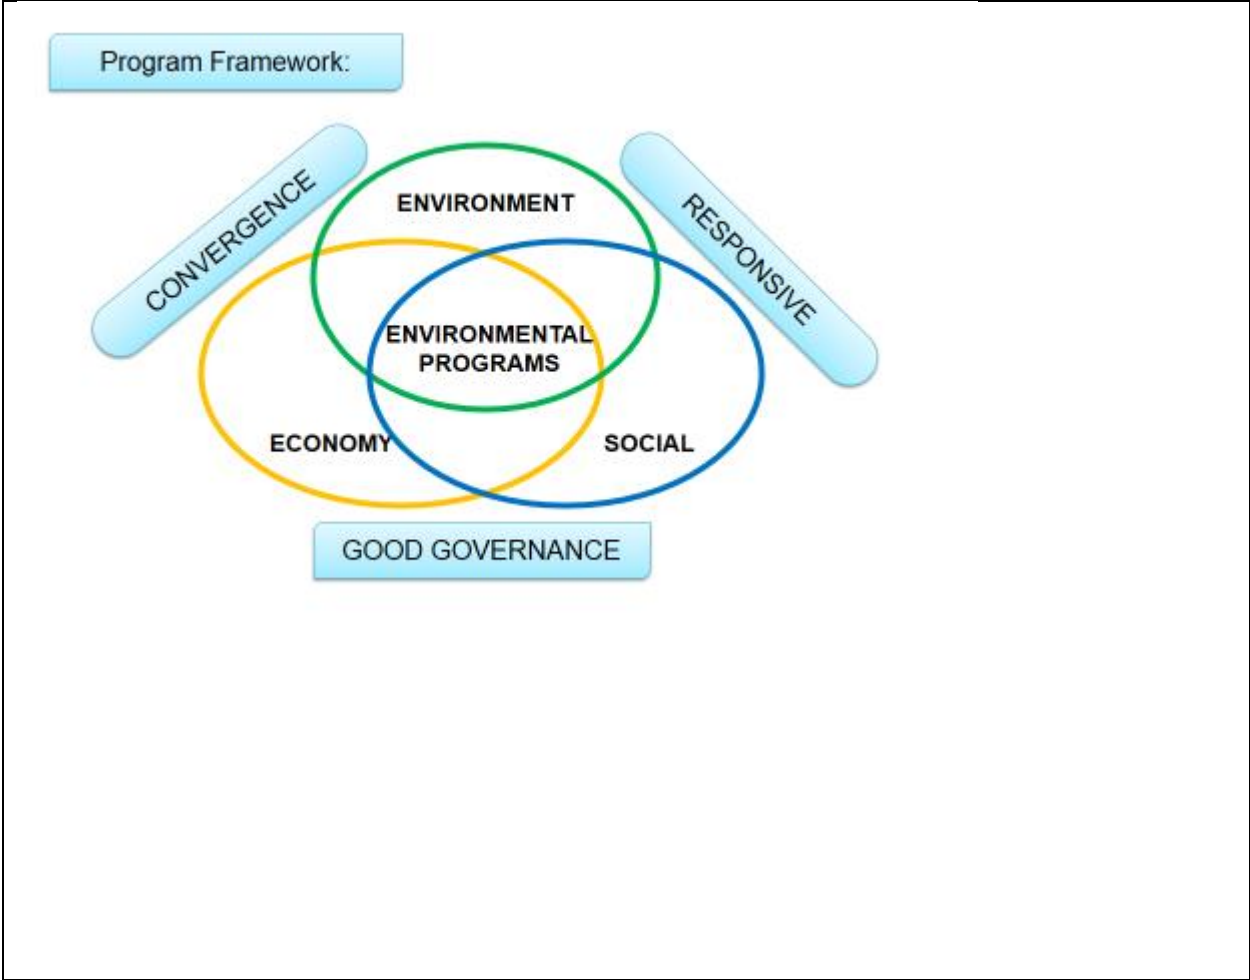 Program Framework:
CONVERGENCE
RESPONSIVE
ENVIRONMENT
ENVIRONMENTAL
PROGRAMS
ECONOMY
SOCIAL
GOOD GOVERNANCE